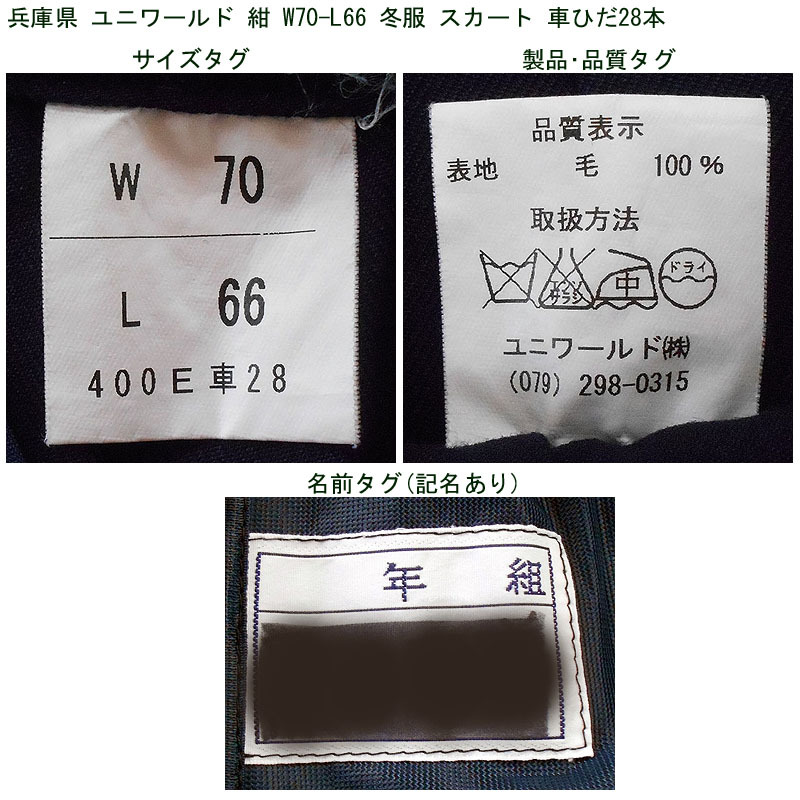 兵庫県 ユニワールド 紺 W70-L66 冬服 スカート 車ひだ28本
サイズタグ
製品･品質タグ
W 70
L 66
400E車28
品質表示
表地 毛 100%
取扱方法
エンソ サラシ
中
ドライ
ユニワールド㈱
(079) 298-0315
名前タグ(記名あり)
年 組